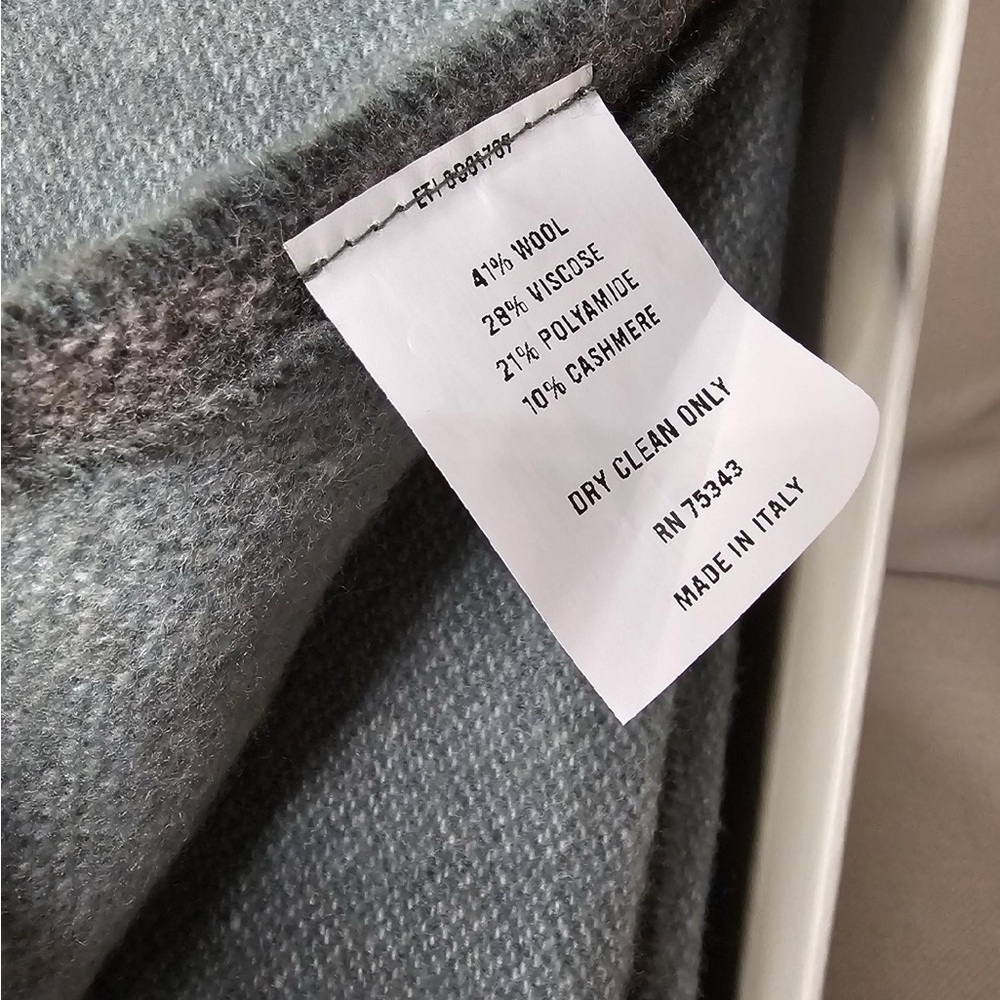 41% WOOL
28% VISCOSE
21% POLYAMIDE
10% CASHMERE
DRY CLEAN ONLY
RN 75343
MADE IN ITALY